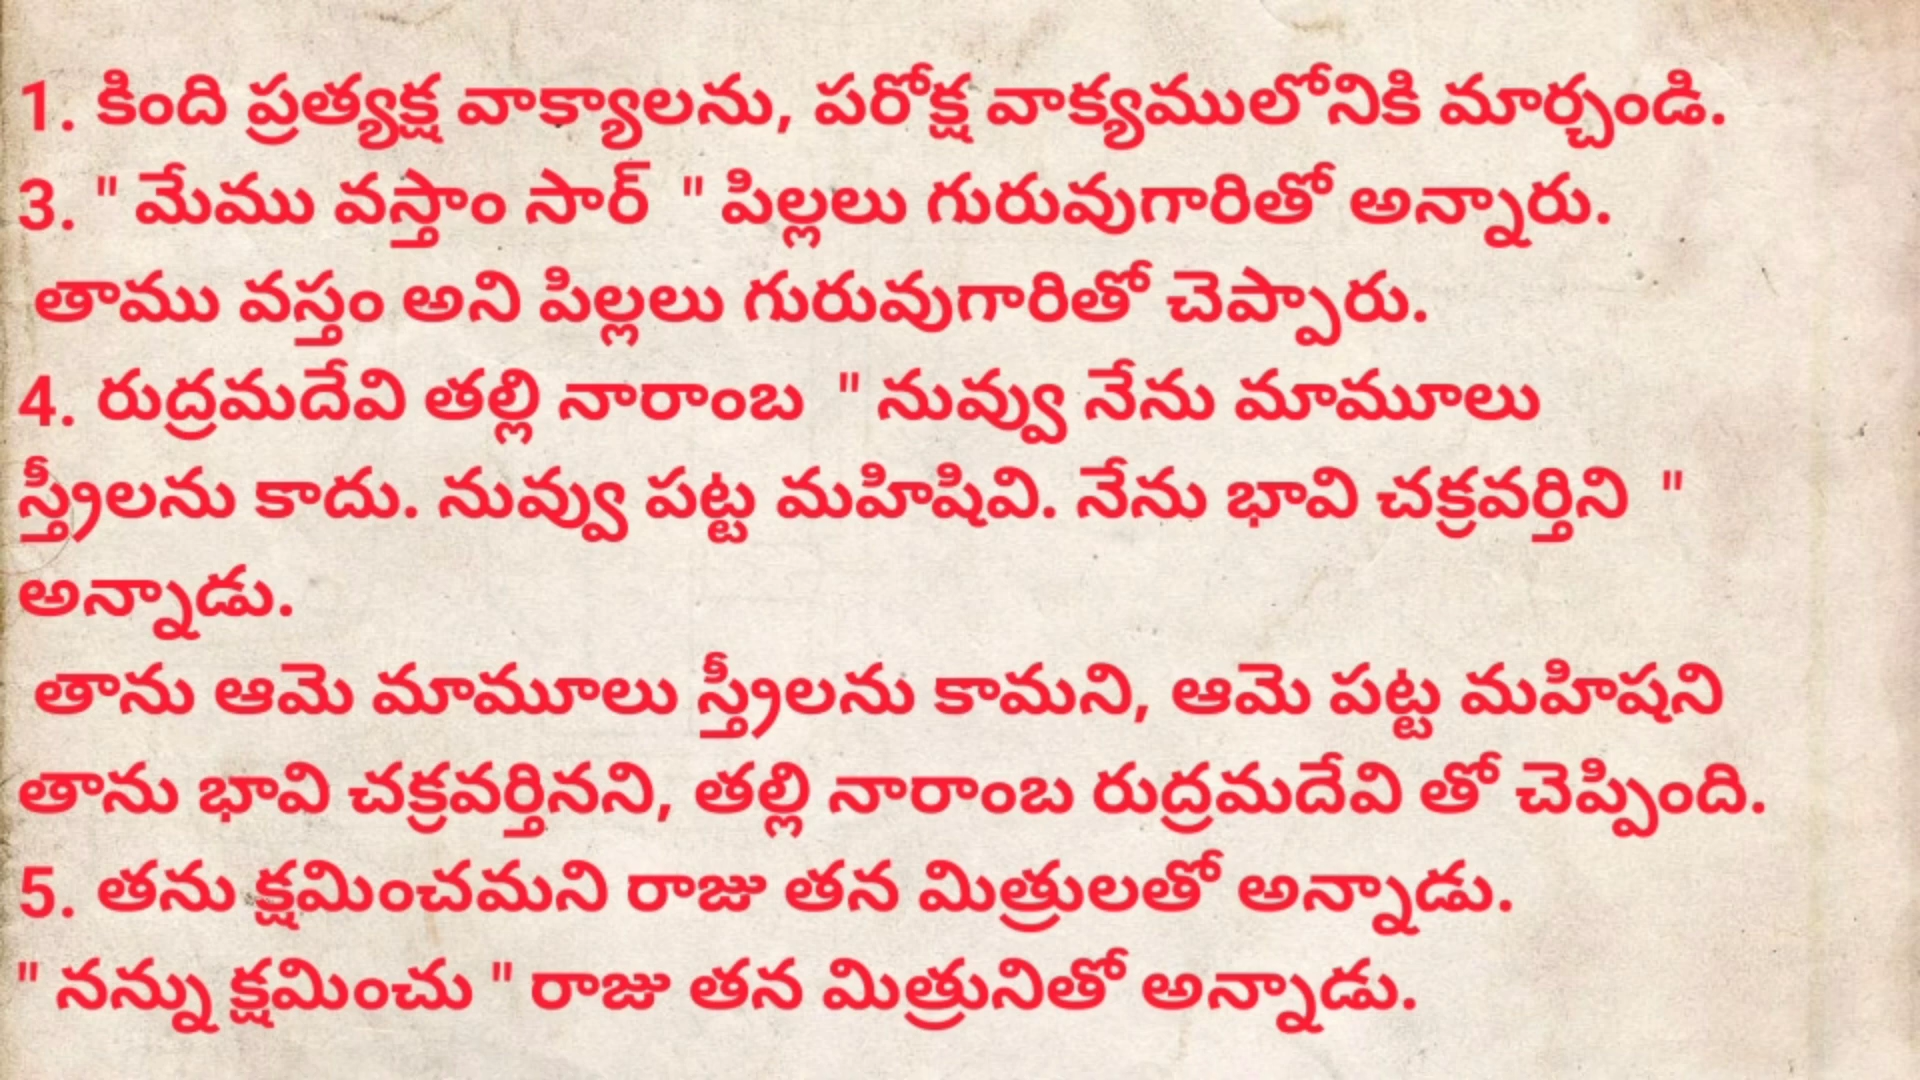 1. కింది ప్రత్యక్ష వాక్యాలను, పరోక్ష వాక్యములోనికి మార్చండి.
3. " మేము వస్తాం సార్ " పిల్లలు గురువుగారితో అన్నారు.
తాము వస్తం అని పిల్లలు గురువుగారితో చెప్పారు.
4. రుద్రమదేవి తల్లి నారాంబ " నువ్వు నేను మామూలు
స్త్రీలను కాదు. నువ్వు పట్ట మహిషివి. నేను భావి చక్రవర్తిని "
అన్నాడు.
తాను ఆమె మామూలు స్త్రీలను కామని, ఆమె పట్ట మహిషని
తాను భావి చక్రవర్తినని, తల్లి నారాంబ రుద్రమదేవి తో చెప్పింది.
5. తను క్షమించమని రాజు తన మిత్రులతో అన్నాడు.
" నన్ను క్షమించు " రాజు తన మిత్రునితో అన్నాడు.